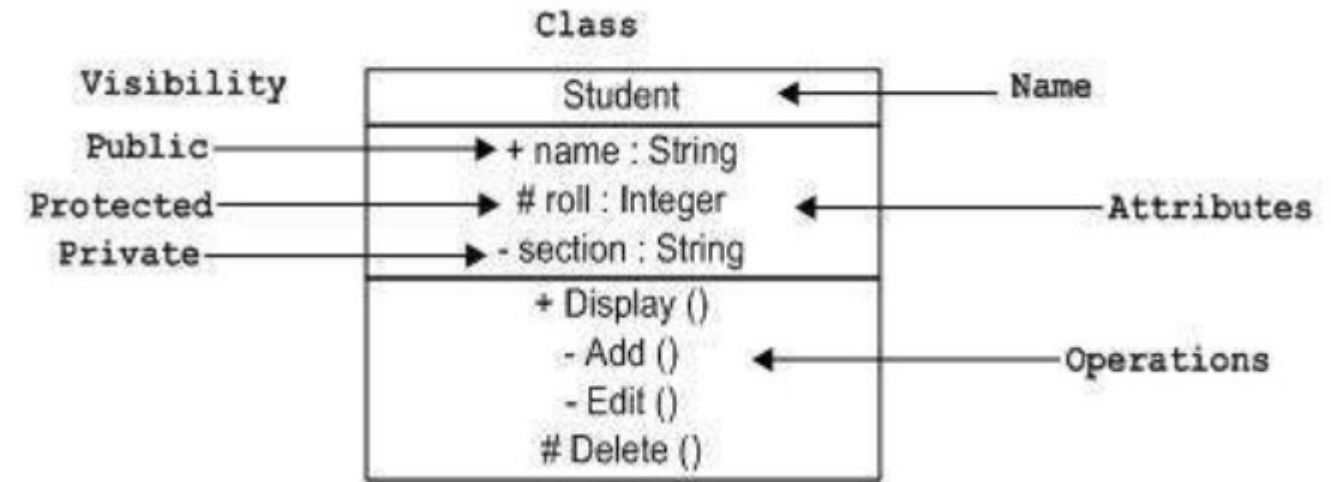 Class
Visibility
Student
Name
Public
+ name : String
Protected
# roll : Integer
Attributes
Private
- section : String
+ Display ()
- Add ()
Operations
- Edit ()
# Delete ()